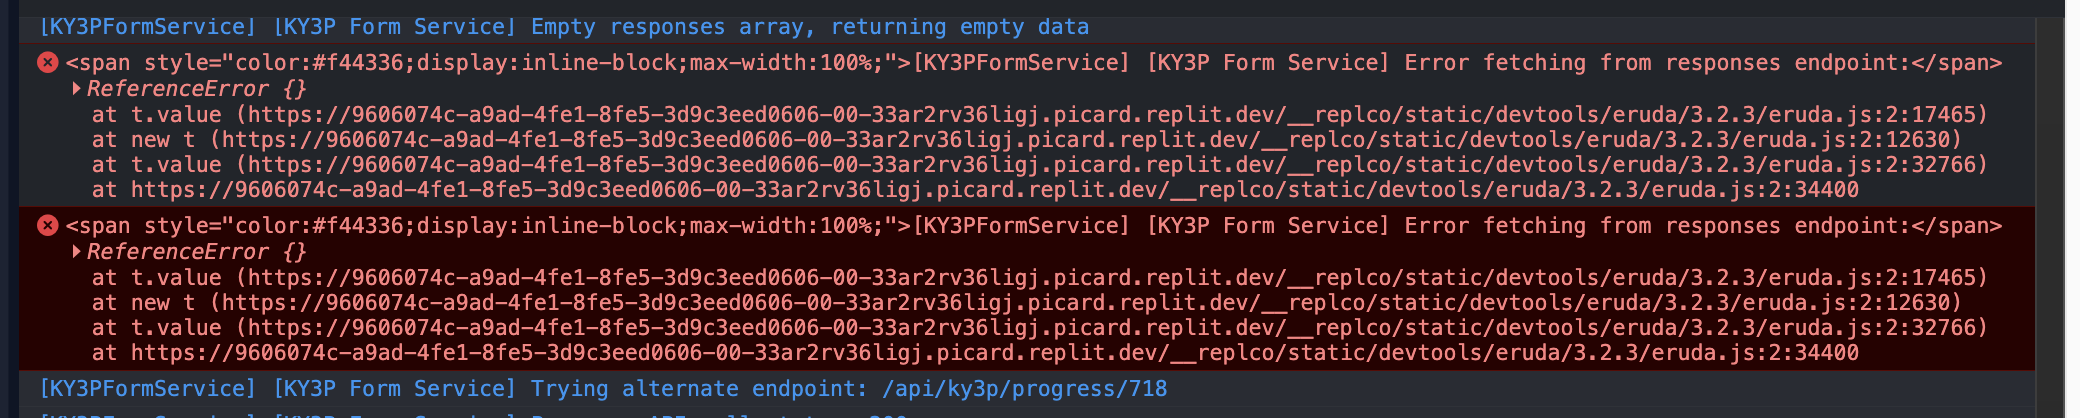 [KY3PFormService] [KY3P Form Service] Empty responses array, returning empty data
<span style="color:#f44336;display:inline-block;max-width:100%;">[KY3PFormService] [KY3P Form Service] Error fetching from responses endpoint:</span>
ReferenceError {}
at t.value (https://9606074c-a9ad-4fe1-8fe5-3d9c3eed0606-00-33ar2rv36ligj.picard.replit.dev/__replco/static/devtools/eruda/3.2.3/eruda.js:2:17465)
at new t (https://9606074c-a9ad-4fe1-8fe5-3d9c3eed0606-00-33ar2rv36ligj.picard.replit.dev/__replco/static/devtools/eruda/3.2.3/eruda.js:2:12630)
at t.value (https://9606074c-a9ad-4fe1-8fe5-3d9c3eed0606-00-33ar2rv36ligj.picard.replit.dev/__replco/static/devtools/eruda/3.2.3/eruda.js:2:32766)
at https://9606074c-a9ad-4fe1-8fe5-3d9c3eed0606-00-33ar2rv36ligj.picard.replit.dev/__replco/static/devtools/eruda/3.2.3/eruda.js:2:34400
<span style="color:#f44336;display:inline-block;max-width:100%;">[KY3PFormService] [KY3P Form Service] Error fetching from responses endpoint:</span>
ReferenceError {}
at t.value (https://9606074c-a9ad-4fe1-8fe5-3d9c3eed0606-00-33ar2rv36ligj.picard.replit.dev/__replco/static/devtools/eruda/3.2.3/eruda.js:2:17465)
at new t (https://9606074c-a9ad-4fe1-8fe5-3d9c3eed0606-00-33ar2rv36ligj.picard.replit.dev/__replco/static/devtools/eruda/3.2.3/eruda.js:2:12630)
at t.value (https://9606074c-a9ad-4fe1-8fe5-3d9c3eed0606-00-33ar2rv36ligj.picard.replit.dev/__replco/static/devtools/eruda/3.2.3/eruda.js:2:32766)
at https://9606074c-a9ad-4fe1-8fe5-3d9c3eed0606-00-33ar2rv36ligj.picard.replit.dev/__replco/static/devtools/eruda/3.2.3/eruda.js:2:34400
[KY3PFormService] [KY3P Form Service] Trying alternate endpoint: /api/ky3p/progress/718